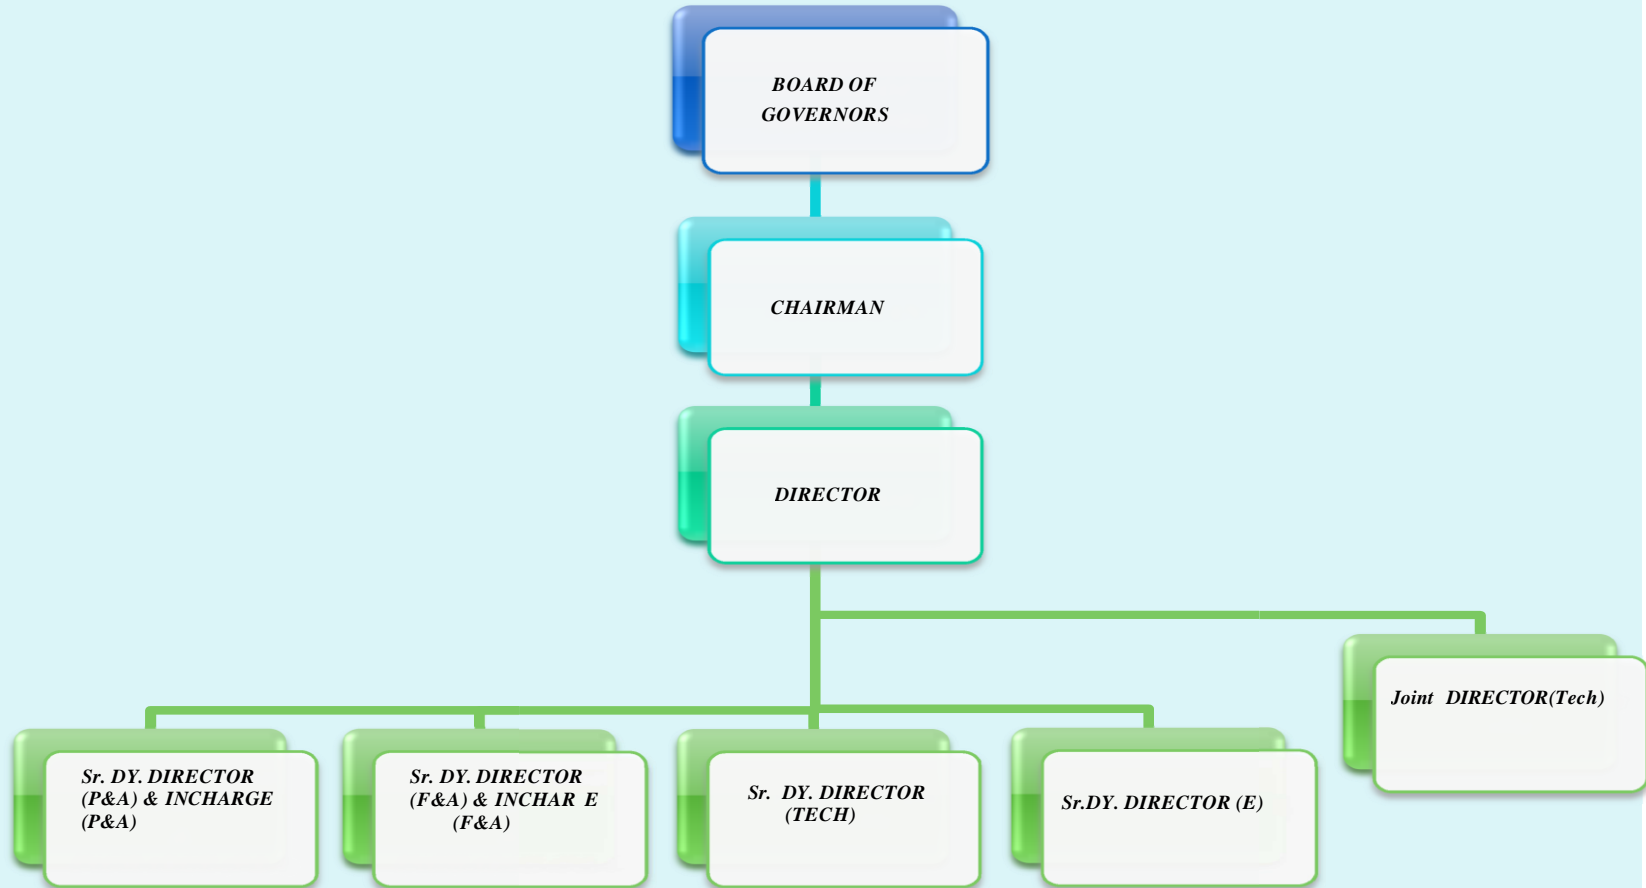 BOARD OF
GOVERNORS
CHAIRMAN
DIRECTOR
Joint DIRECTOR(Tech)
Sr. DY. DIRECTOR
(P&A) & INCHARGE
(P&A)
Sr. DY. DIRECTOR
(F&A) & INCHAR E
(F&A)
Sr. DY. DIRECTOR
(TECH)
Sr.DY. DIRECTOR (E)